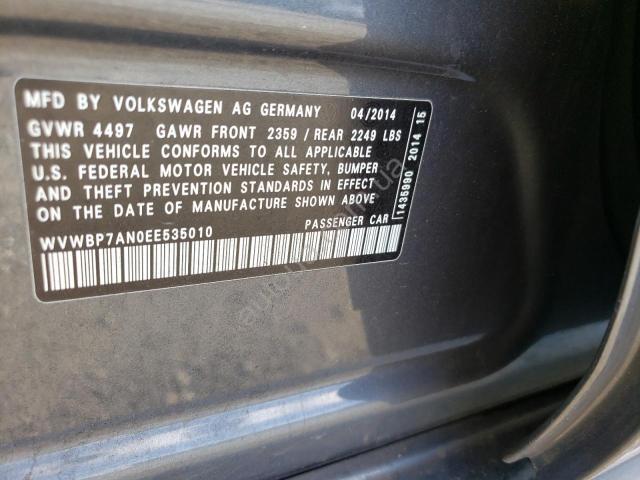 MFD BY VOLKSWAGEN AG GERMANY 04/2014
GVWR 4497 GAWR FRONT 2359 / REAR 2249 LBS
THIS VEHICLE CONFORMS TO ALL APPLICABLE
U.S. FEDERAL MOTOR VEHICLE SAFETY, BUMPER
AND THEFT PREVENTION STANDARDS IN EFFECT
ON THE DATE OF MANUFACTURE SHOWN ABOVE
WVWBP7AN0EE535010 PASSENGER CAR
1435990 2014 15